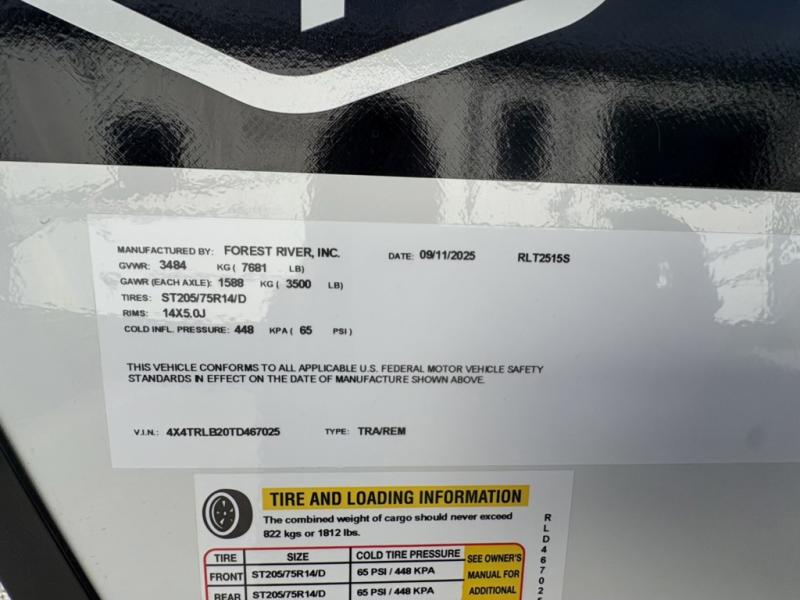 MANUFACTURED BY: FOREST RIVER, INC. DATE: 09/11/2025 RLT2515S
GVWR: 3484 KG ( 7681 LB)
GAWR (EACH AXLE): 1588 KG ( 3500 LB)
TIRES: ST205/75R14/D
RIMS: 14X5.0J
COLD INFL. PRESSURE: 448 KPA ( 65 PSI )
THIS VEHICLE CONFORMS TO ALL APPLICABLE U.S. FEDERAL MOTOR VEHICLE SAFETY
STANDARDS IN EFFECT ON THE DATE OF MANUFACTURE SHOWN ABOVE.
V.I.N.: 4X4TRLB20TD467025 TYPE: TRA/REM
TIRE AND LOADING INFORMATION
The combined weight of cargo should never exceed
822 kgs or 1812 lbs.
TIRE SIZE COLD TIRE PRESSURE SEE OWNER'S
FRONT ST205/75R14/D 65 PSI / 448 KPA MANUAL FOR
REAR ST205/75R14/D 65 PSI / 448 KPA ADDITIONAL
RLD467025